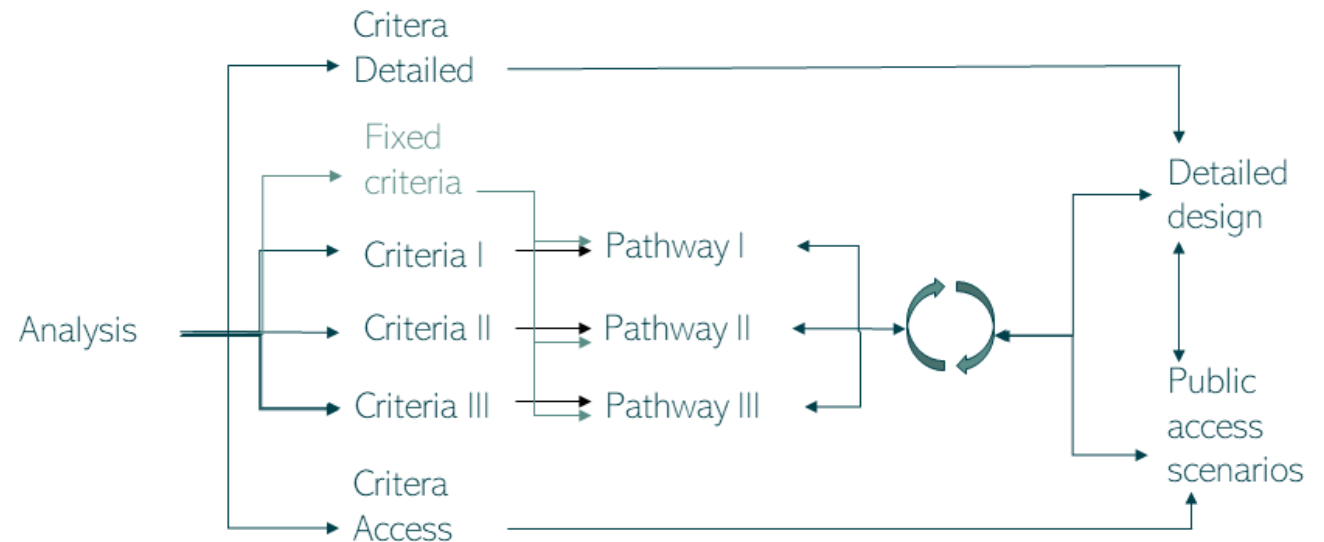 Critera
Detailed
Fixed
criteria
Criteria I
Criteria II
Criteria III
Critera
Access
Analysis
Pathway I
Pathway II
Pathway III
Detailed
design
Public
access
scenarios